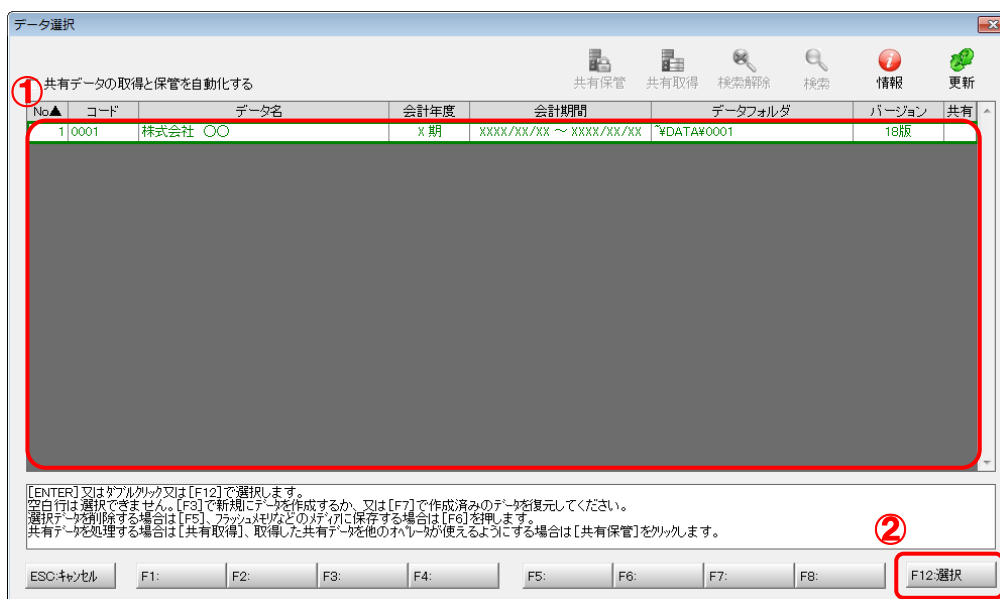 データ選択
①
共有データの取得と保管を自動化する
共有保管 共有取得 検索解除 検索 情報 更新
No▲ コード データ名 会計年度 会計期間 データフォルダ バージョン 共有
1 0001 株式会社 〇〇 X 期 XXXX/XX/XX ～ XXXX/XX/XX ~¥DATA¥0001 18版
[ENTER]又はダブルクリック又は[F12]で選択します。
空白行は選択できません。[F3]で新規にデータを作成するか、又は[F7]で作成済みのデータを復元してください。
選択データを削除する場合は[F5]、フラッシュメモリなどのメディアに保存する場合は[F6]を押します。
共有データを処理する場合は[共有取得]、取得した共有データを他のオペレータが使えるようにする場合は[共有保管]をクリックします。
②
ESC:キャンセル F1: F2: F3: F4: F5: F6: F7: F8: F12:選択